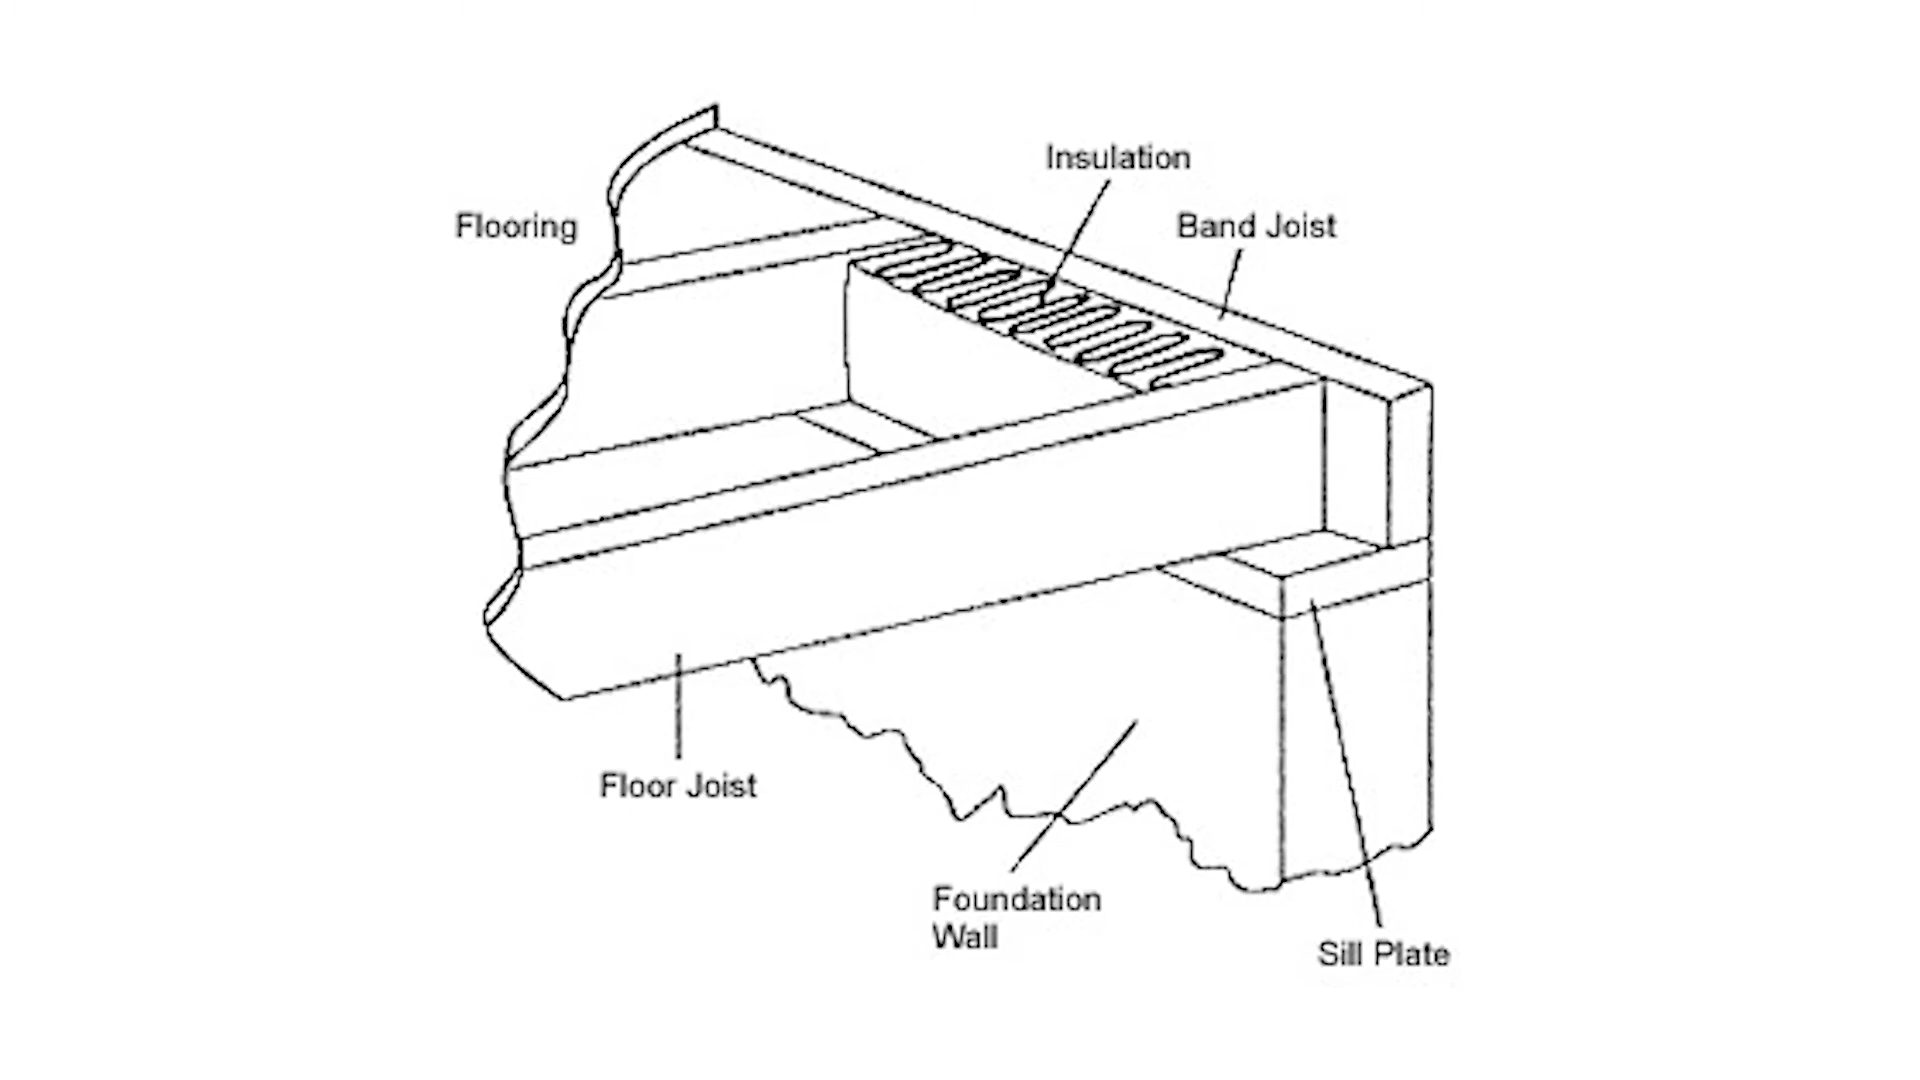 Insulation
Flooring
Band Joist
Floor Joist
Foundation
Wall
Sill Plate